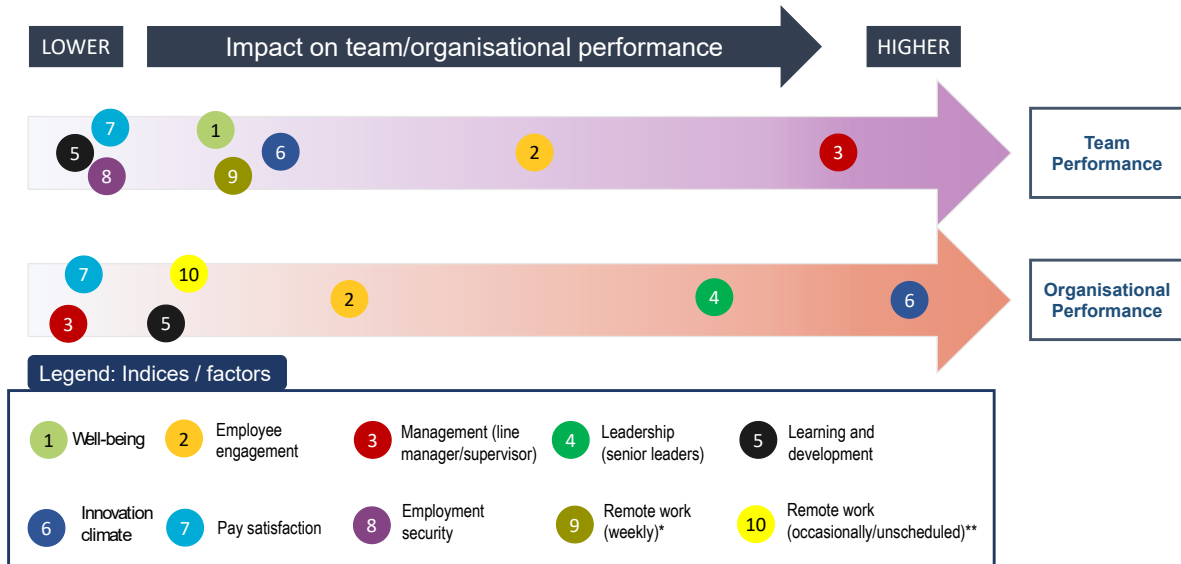 LOWER
Impact on team/organisational performance
HIGHER
7
1
5
6
2
3
8
9
Team
Performance
7
10
2
4
6
3
5
Organisational
Performance
Legend: Indices / factors
1 Well-being
2 Employee
engagement
3 Management (line
manager/supervisor)
4 Leadership
(senior leaders)
5 Learning and
development
6 Innovation
climate
7 Pay satisfaction
8 Employment
security
9 Remote work
(weekly)*
10 Remote work
(occasionally/unscheduled)**